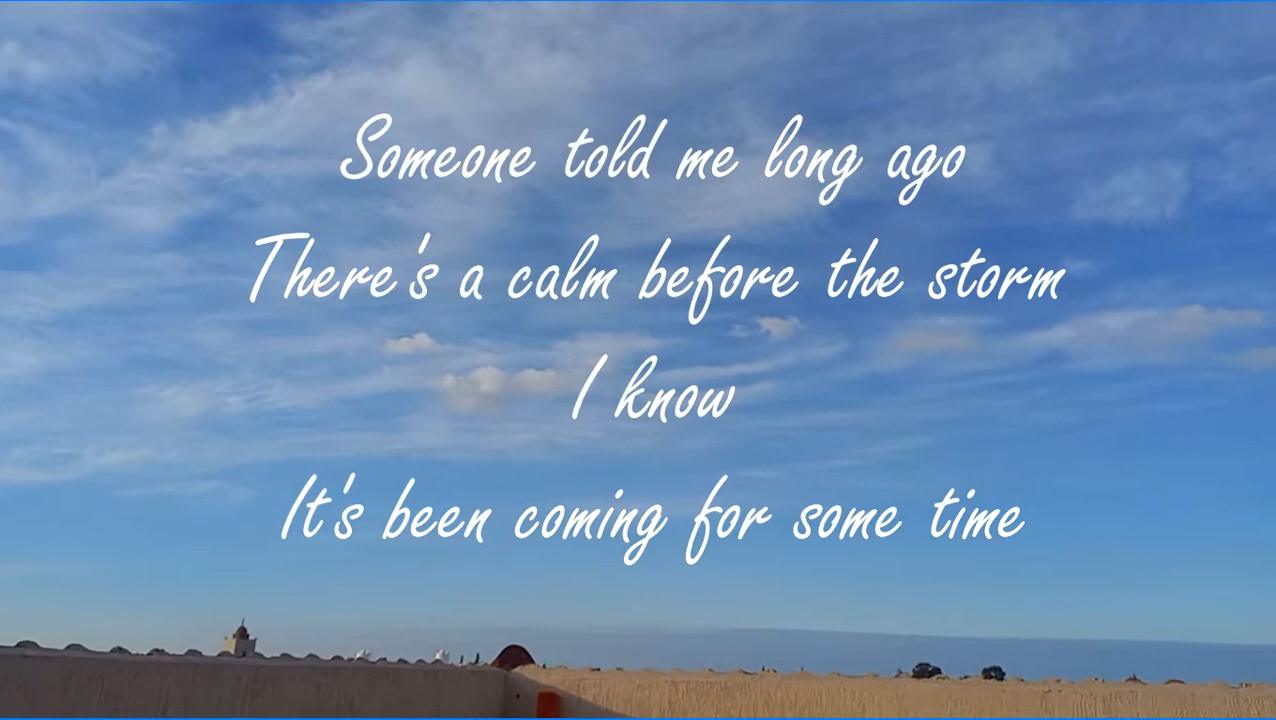 Someone told me long ago
There's a calm before the storm
I know
It's been coming for some time